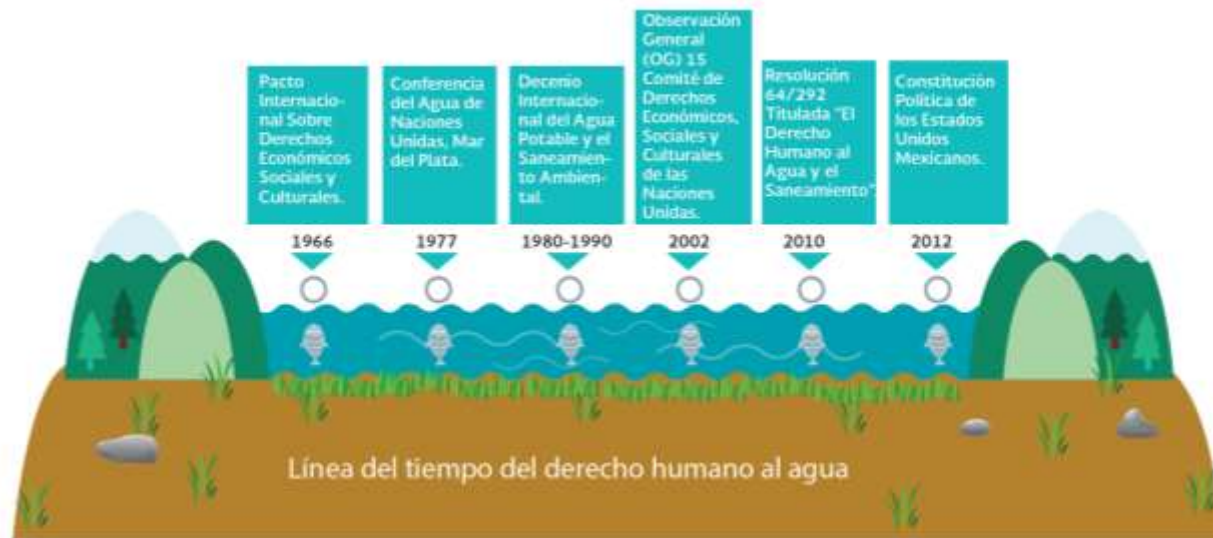 Pacto
Internacio-
nal Sobre
Derechos
Económicos
Sociales y
Culturales.
1966
Conferencia
del Agua de
Naciones
Unidas, Mar
del Plata.
1977
Decenio
Internacio-
nal del Agua
Potable y el
Saneamien-
to Ambien-
tal.
1980-1990
Observación
General
(OG) 15
Comité de
Derechos
Económicos,
Sociales y
Culturales
de las
Naciones
Unidas.
2002
Resolución
64/292
Titulada "El
Derecho
Humano al
Agua y el
Saneamiento".
2010
Constitución
Política de
los Estados
Unidos
Mexicanos.
2012
Línea del tiempo del derecho humano al agua